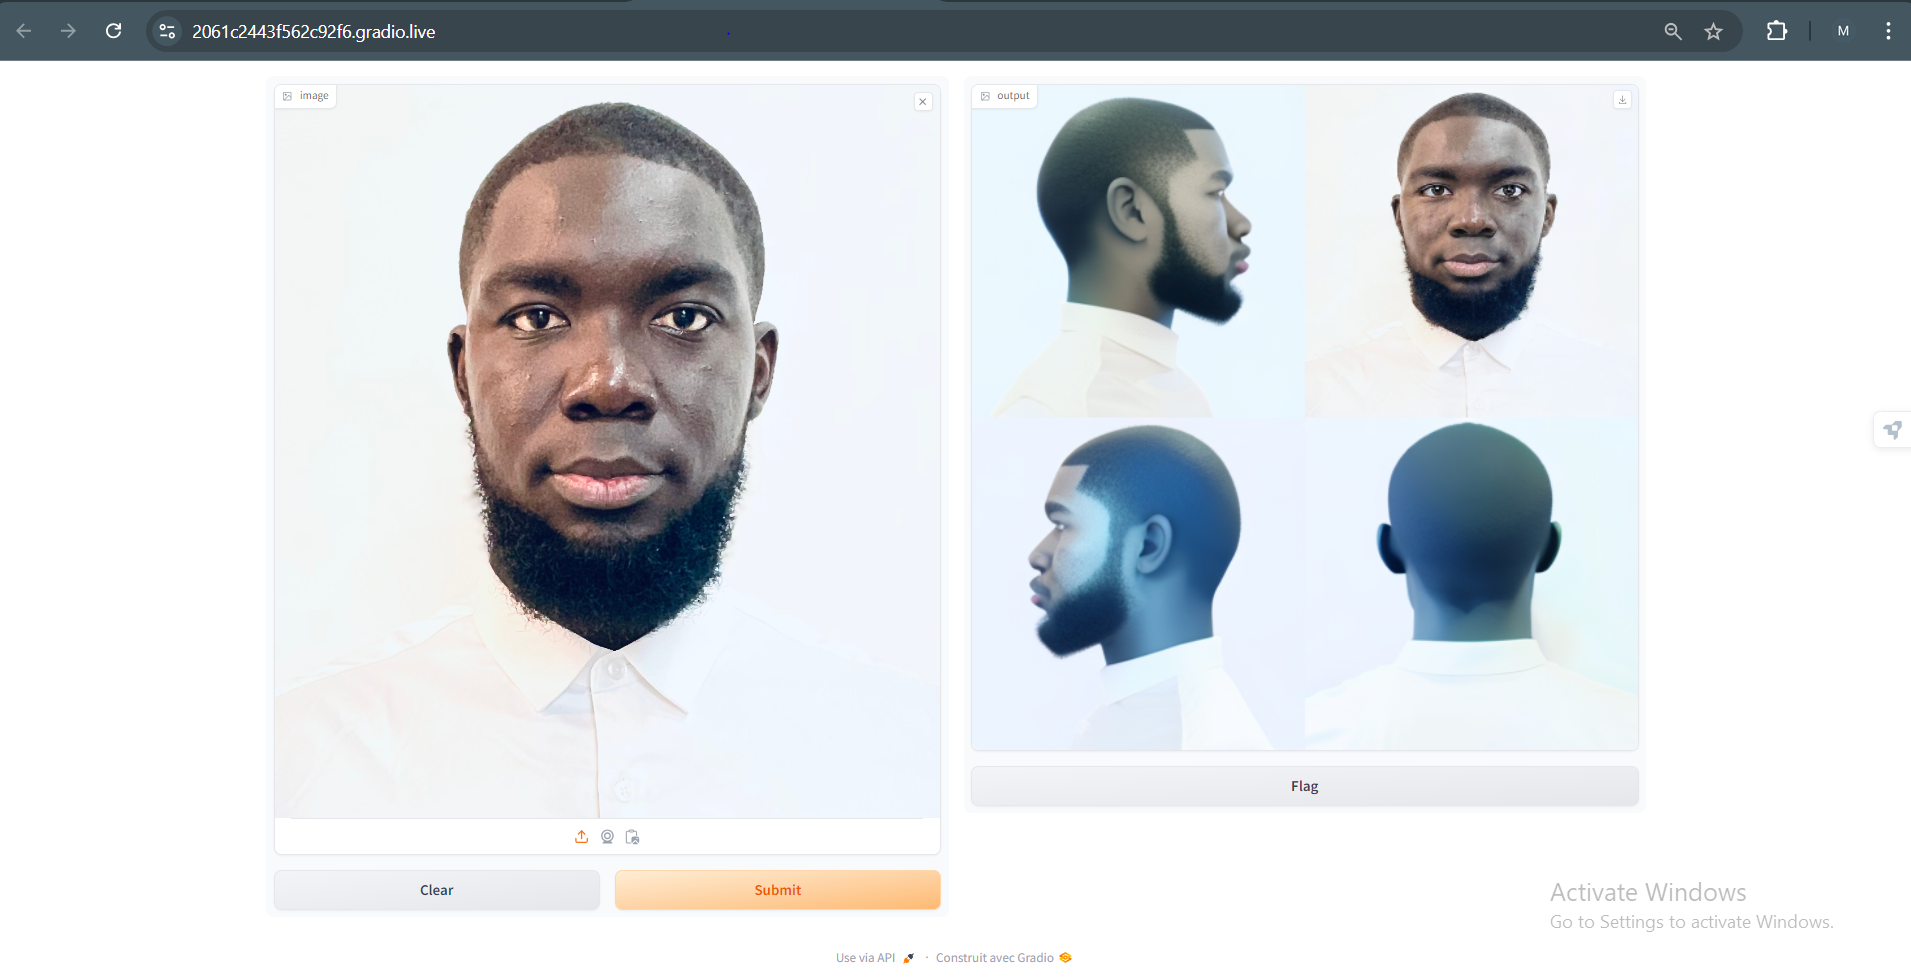 2061c2443f562c92f6.gradio.live
M
image
output
Flag
Clear
Submit
Activate Windows
Go to Settings to activate Windows.
Use via API 🚀 · Construit avec Gradio